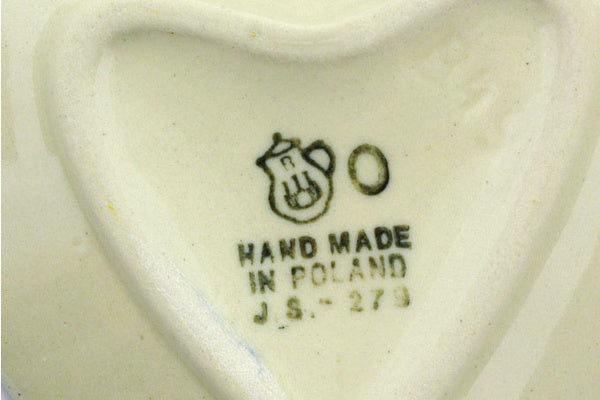 B O
HAND MADE
IN POLAND
J.S.- 279